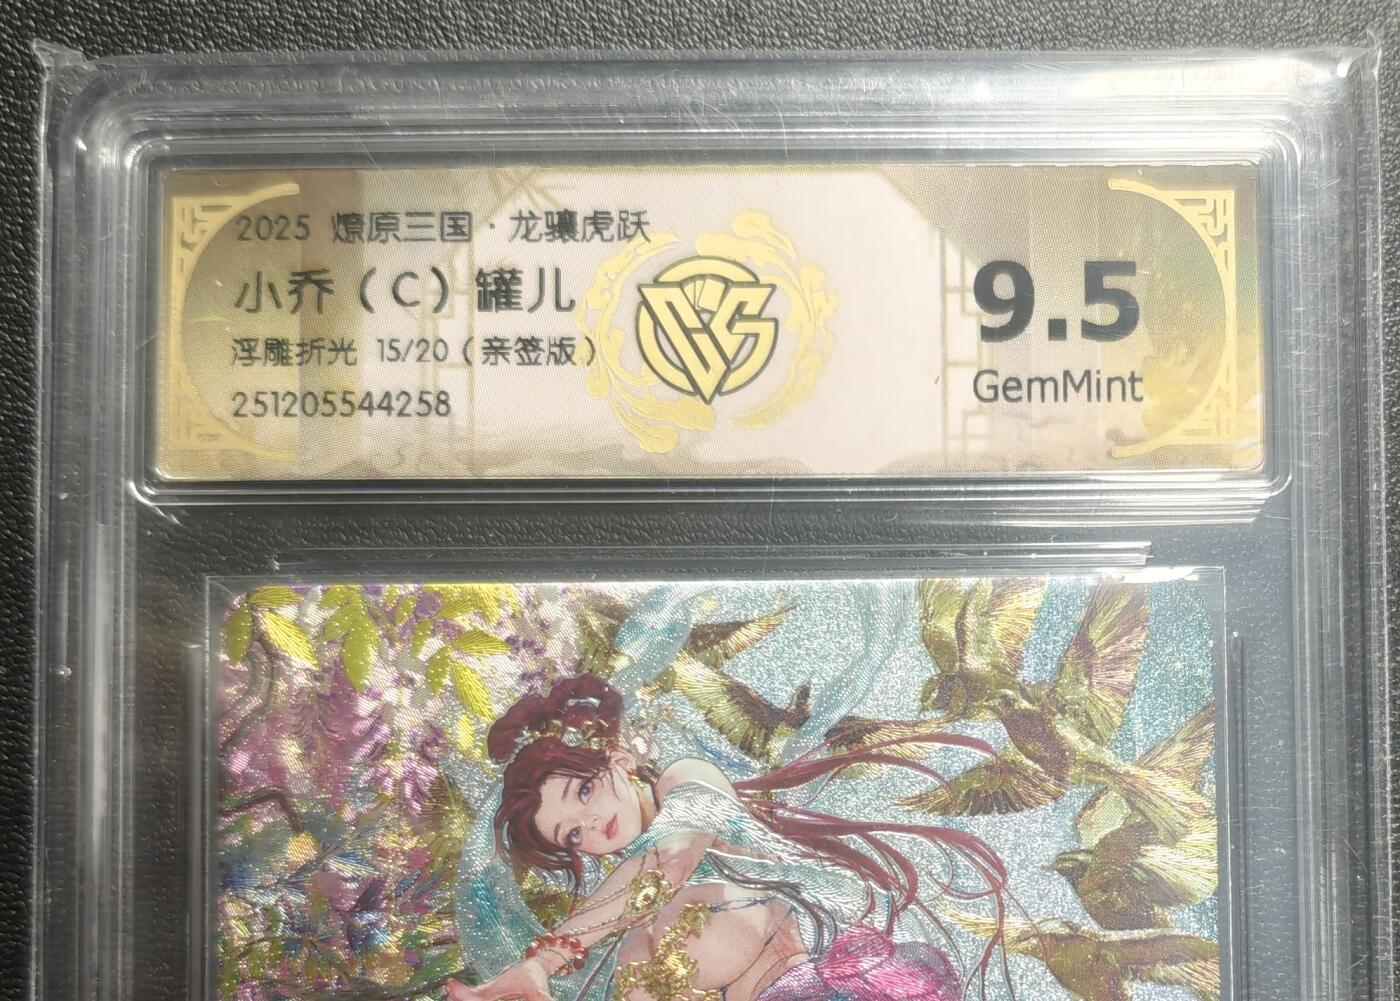 2025 燎原三国·龙骧虎跃
小乔（C）罐儿
浮雕折光 15/20（亲签版）
251205544258
9.5
GemMint